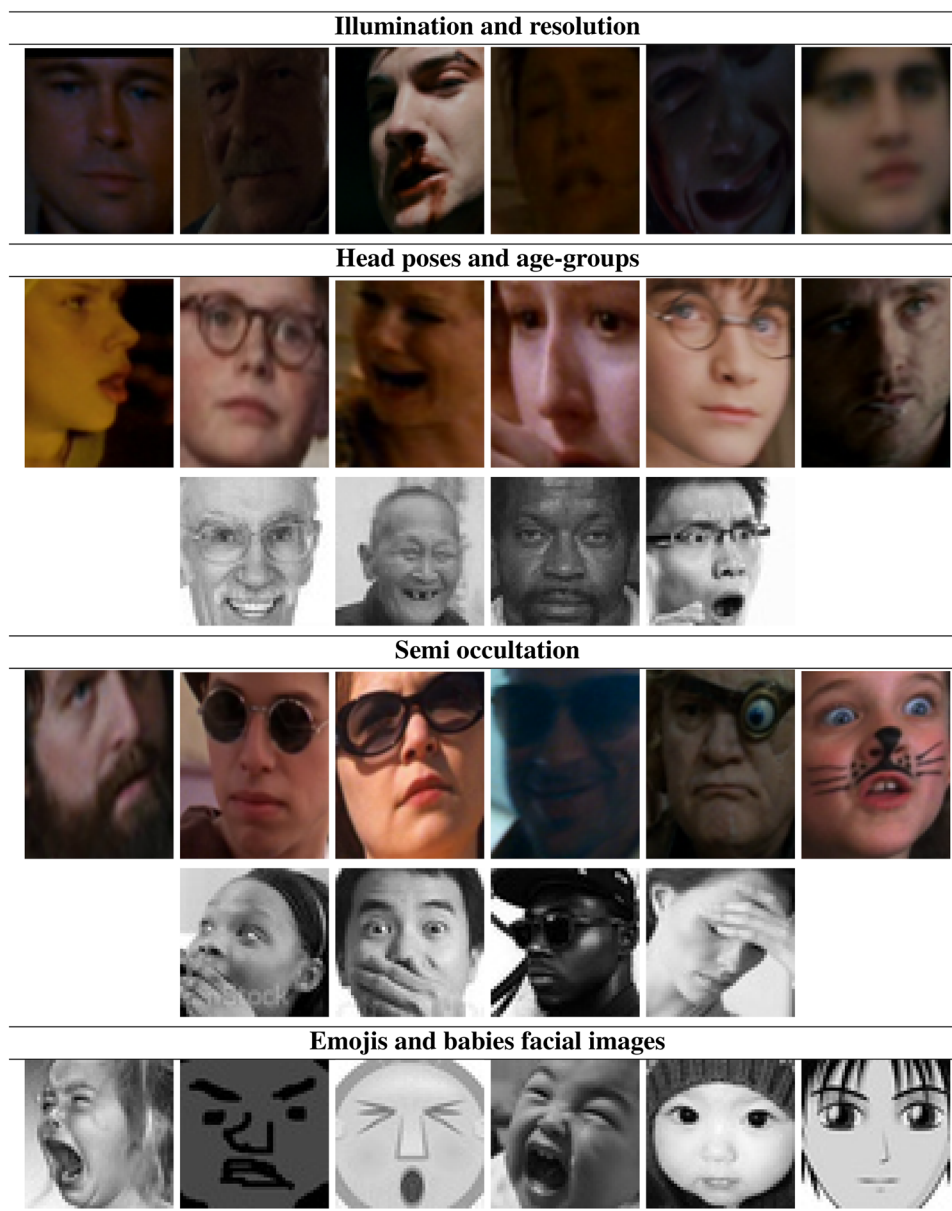 Illumination and resolution
Head poses and age-groups
Semi occultation
Emojis and babies facial images